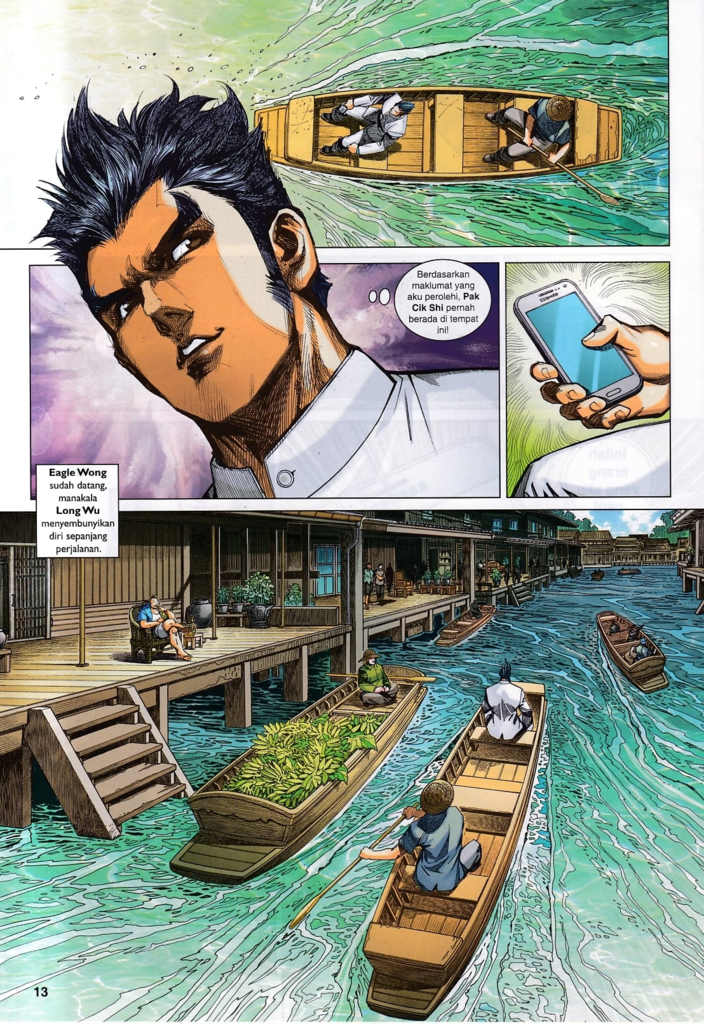 Berdasarkan
maklumat yang
aku perolehi, Pak
Cik Shi pernah
berada di tempat
ini!
Eagle Wong
sudah datang,
manakala
Long Wu
menyembunyikan
diri sepanjang
perjalanan.
13